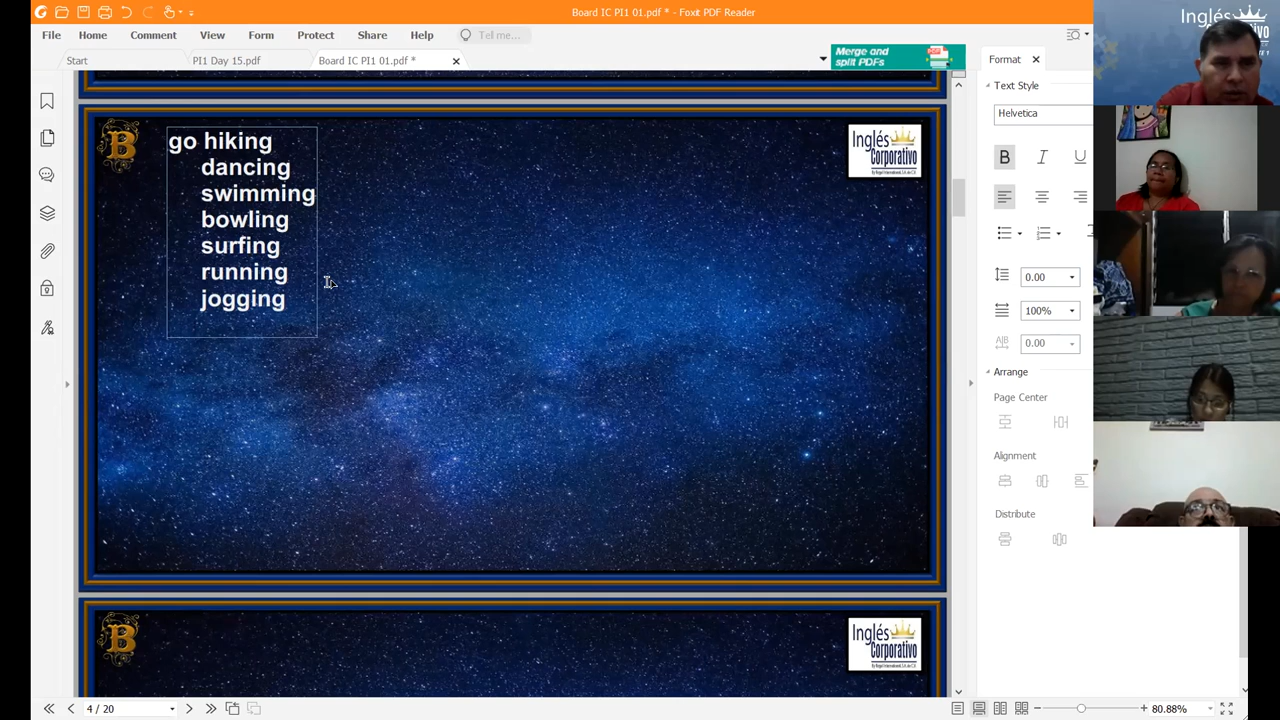 Board IC PI1 01.pdf * - Foxit PDF Reader
File Home Comment View Form Protect Share Help Tell me...
Start PI1 Day 15.pdf Board IC PI1 01.pdf *
Merge and
split PDFs
Format
Text Style
Helvetica
B I U
0.00
100%
0.00
Arrange
Page Center
Alignment
Distribute
Inglés
B
go hiking
dancing
swimming
bowling
surfing
running
jogging
Inglés
Corporativo
B
Inglés
Corporativo
4 / 20
80.88%